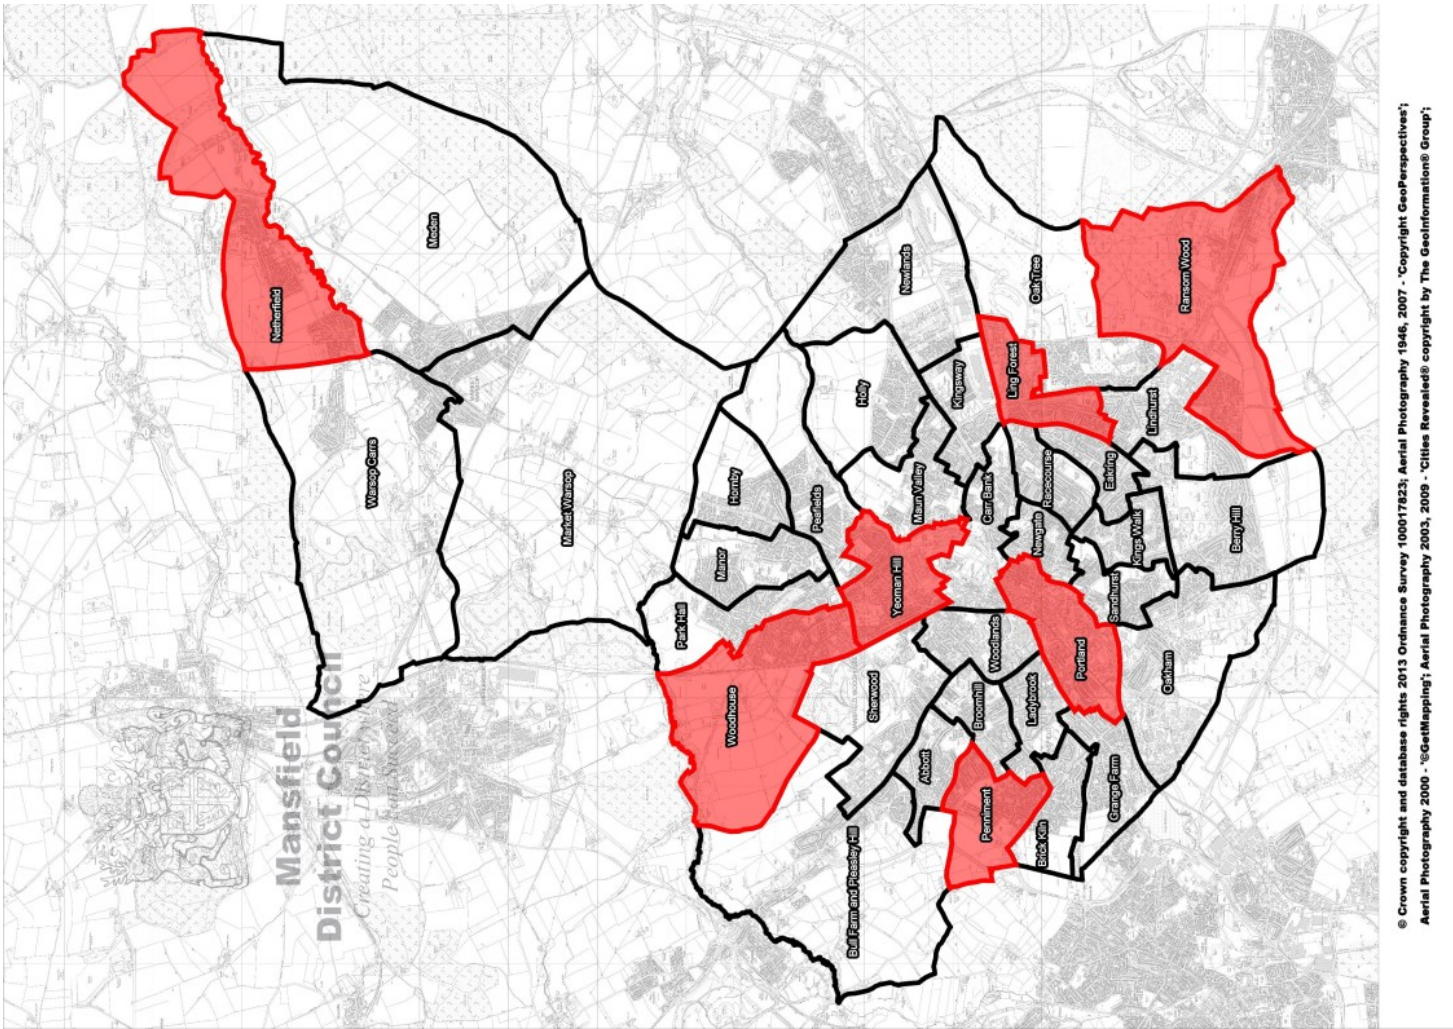 Mansfield
District Council
Creating a District
People
Netherfield
Meden
Warsop Carrs
Market Warsop
Hornby
Manor
Park Hall
Peafields
Woodhouse
Yeoman Hill
Maun Valley
Holly
Newlands
Kingsway
Oak Tree
Ling Forest
Ransom Wood
Lindhurst
Carr Bank
Racecourse
Eakring
Newgate
Kings Walk
Berry Hill
Sandhurst
Portland
Oakham
Woodlands
Ladybrook
Broomhill
Sherwood
Abbott
Penniment
Brick Kiln
Grange Farm
Bull Farm and Pleasley Hill
© Crown copyright and database rights 2013 Ordnance Survey 100017823; Aerial Photography 1946, 2007 - 'Copyright GeoPerspectives';
Aerial Photography 2000 - '©GetMapping'; Aerial Photography 2003, 2009 - 'Cities Revealed® copyright by The GeoInformation® Group';